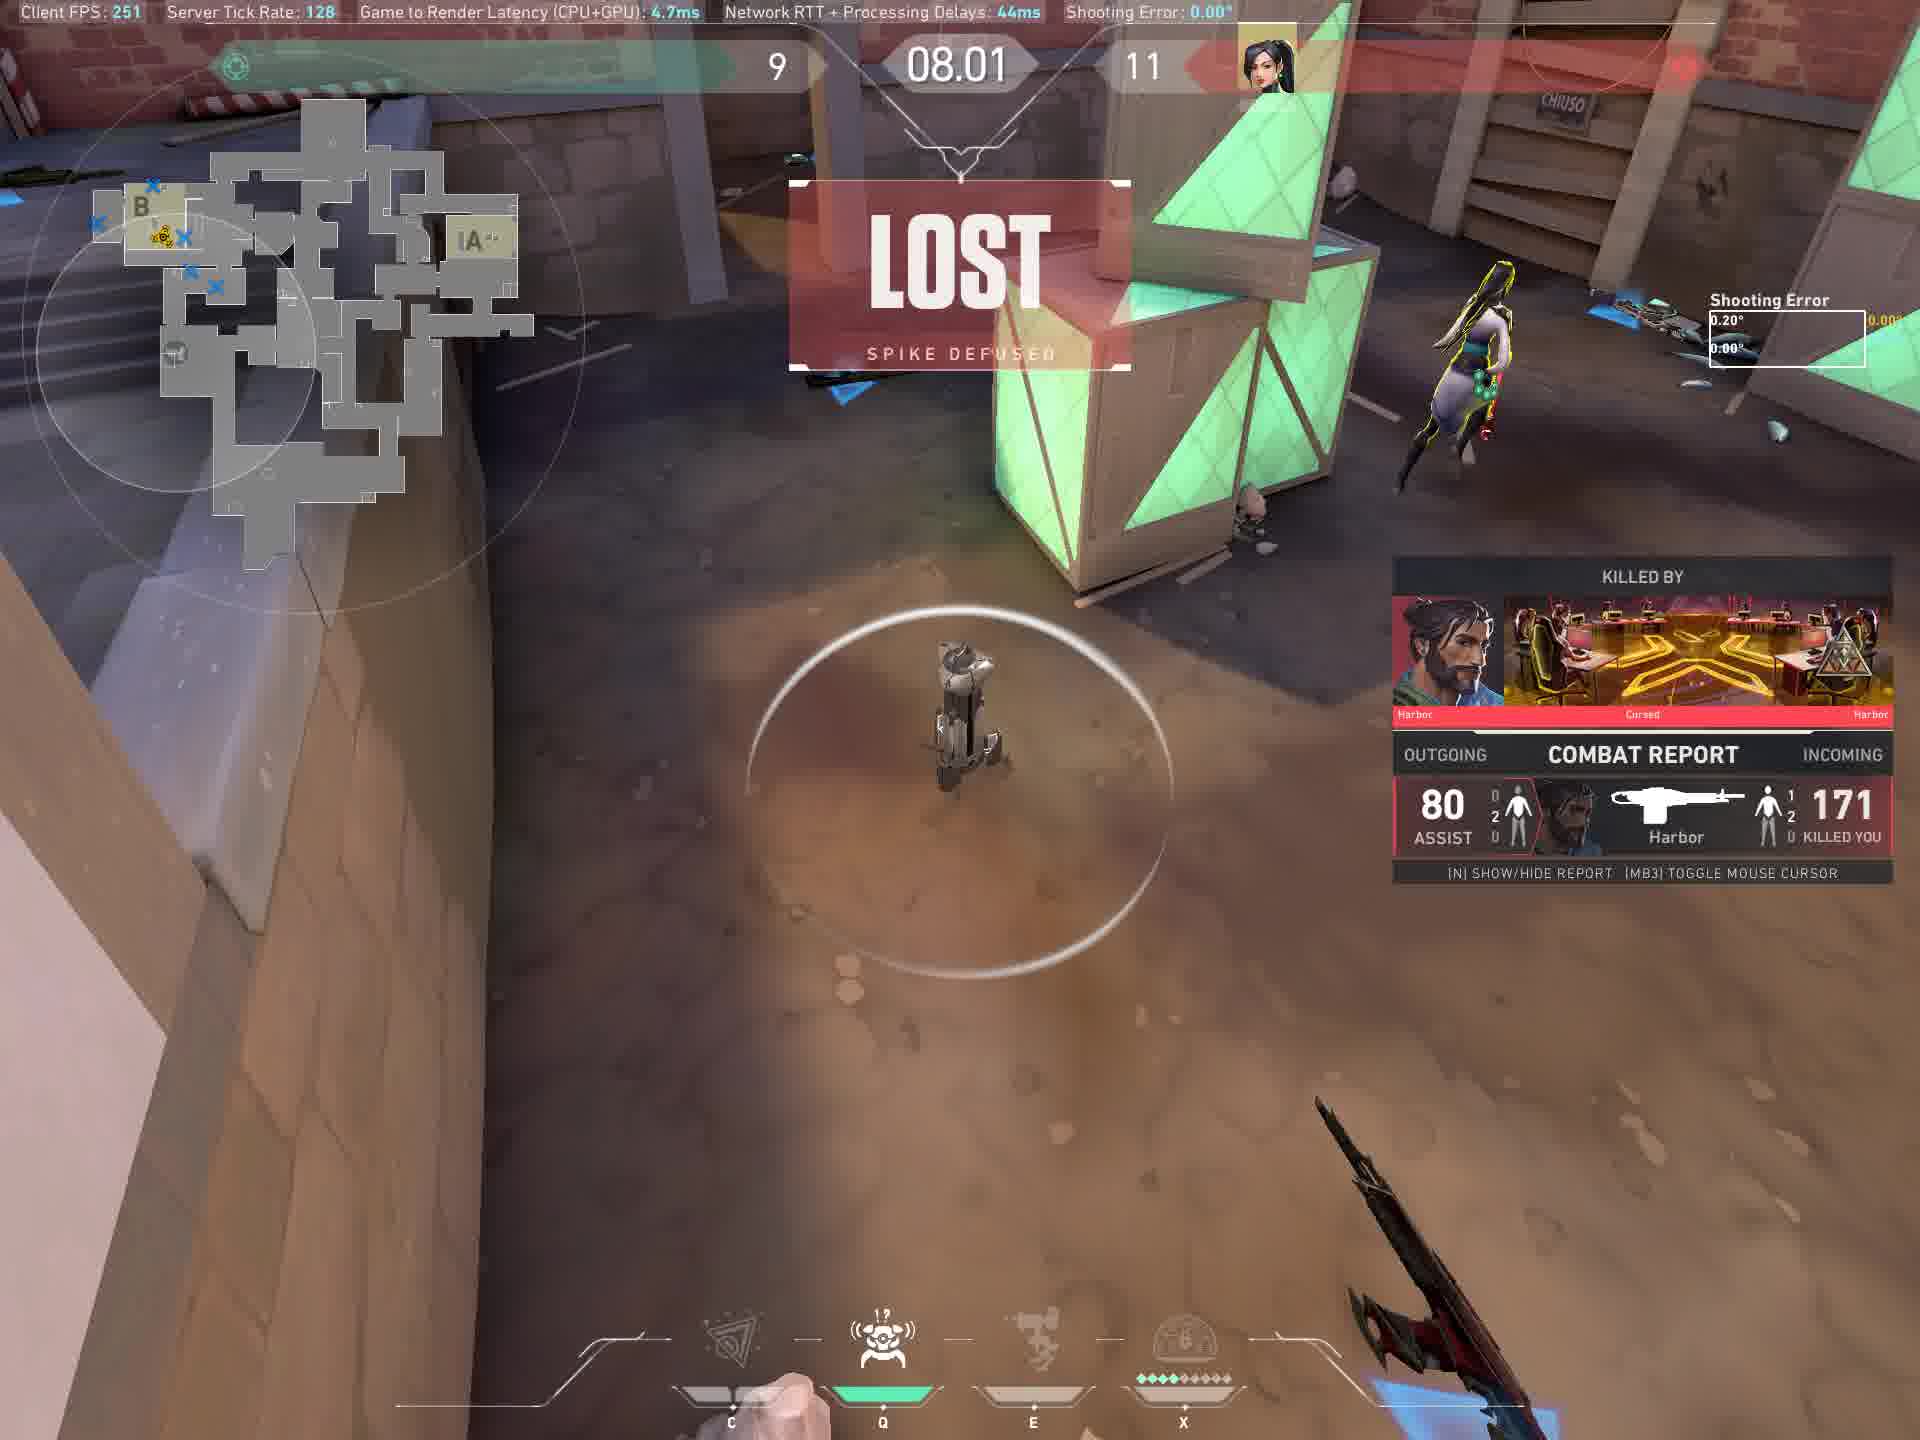 Client FPS: 251 Server Tick Rate: 128 Game to Render Latency (CPU+GPU): 4.7ms Network RTT + Processing Delays: 44ms Shooting Error: 0.00°
9 08.01 11
CHIUSO
B
A
LOST
SPIKE DEFUSED
Shooting Error
0.20° 0.00°
0.00°
KILLED BY
Harbor Cursed Harbor
OUTGOING COMBAT REPORT INCOMING
80 0 2 0 1 2 0 171
ASSIST Harbor KILLED YOU
[N] SHOW/HIDE REPORT [MB3] TOGGLE MOUSE CURSOR
1 ?
C Q E X